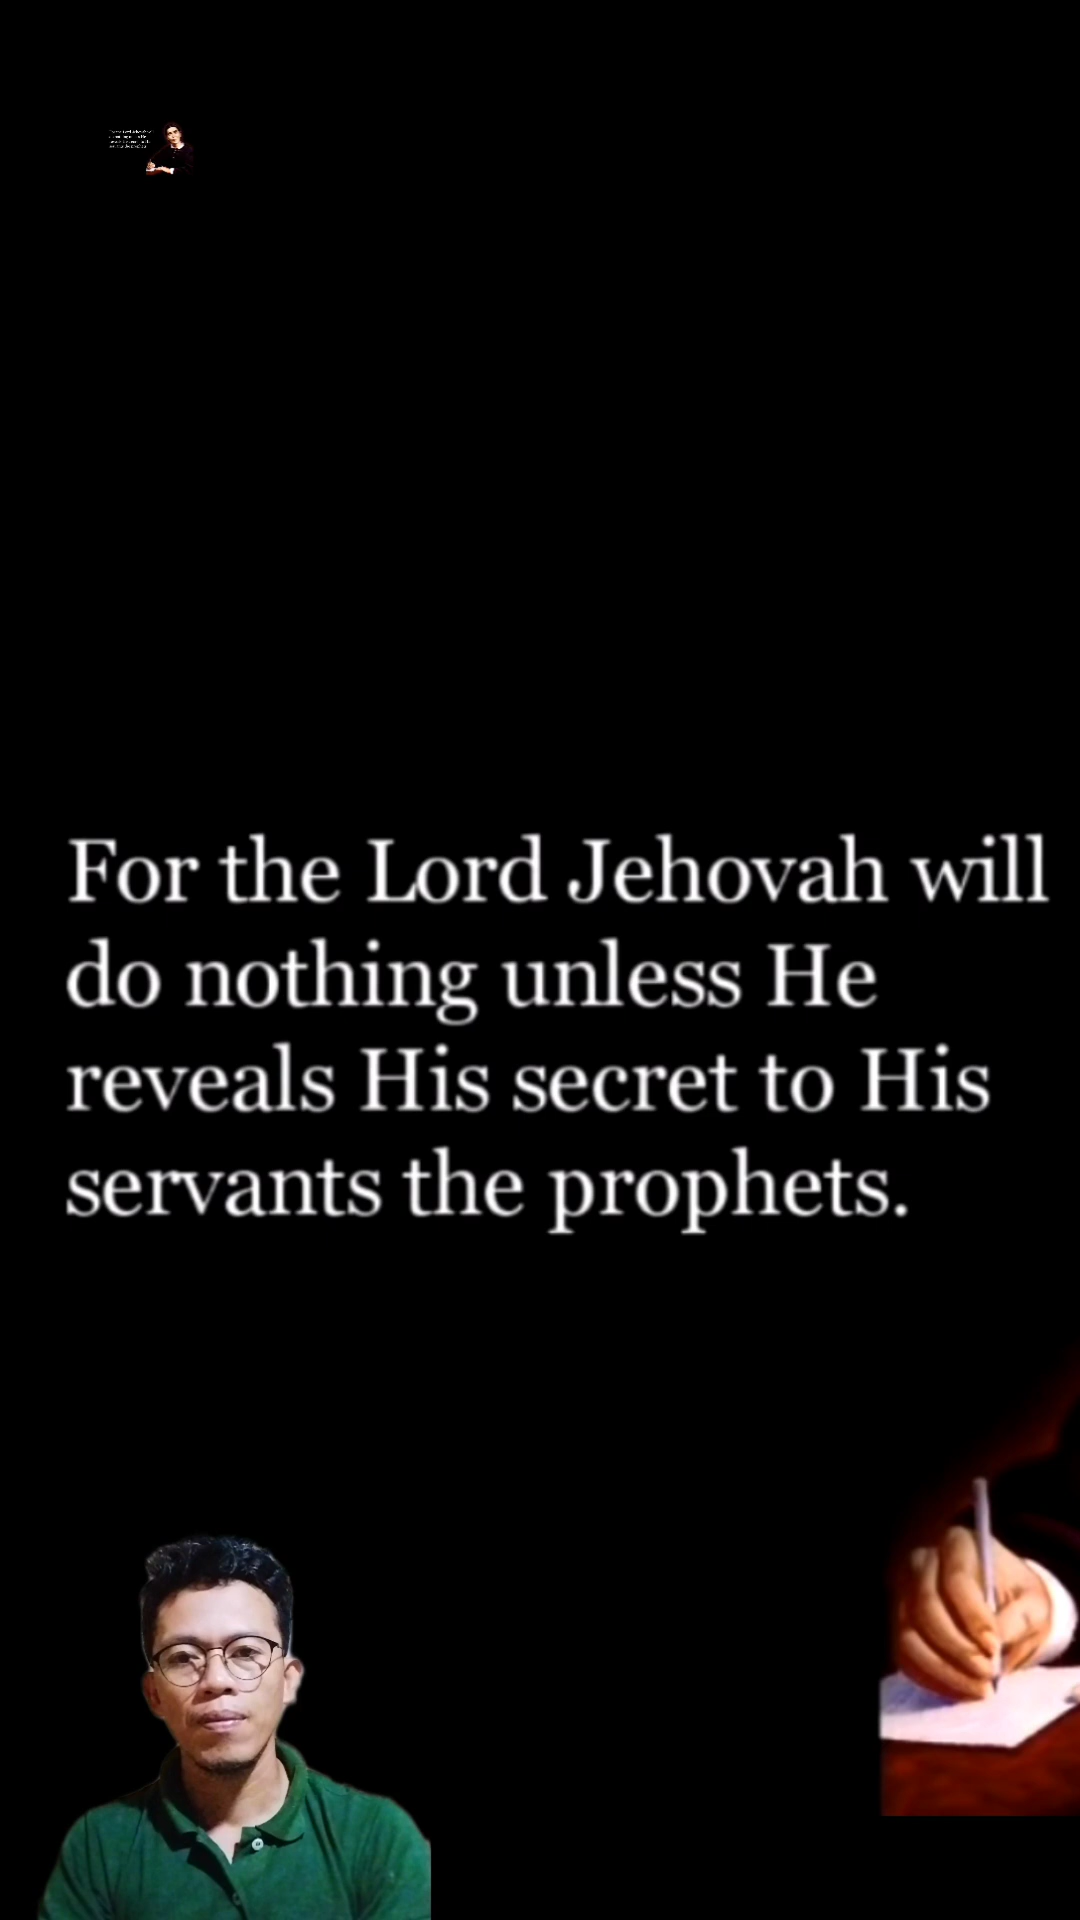 For the Lord Jehovah will
do nothing unless He
reveals His secret to His
servants the prophets.